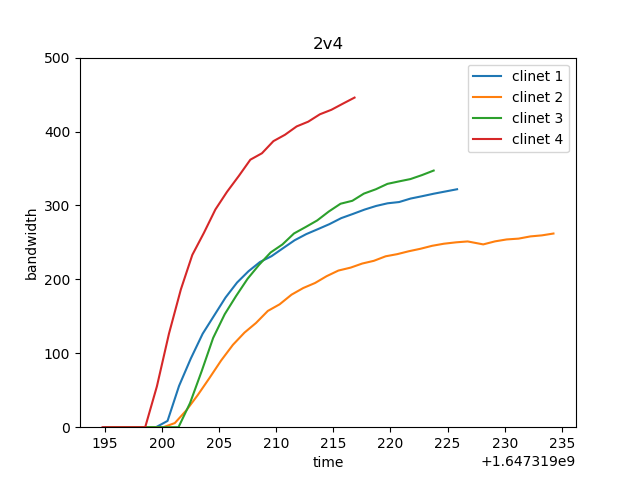 2v4
500
400
300
200
100
0
bandwidth
clinet 1
clinet 2
clinet 3
clinet 4
195 200 205 210 215 220 225 230 235
time
+1.647319e9